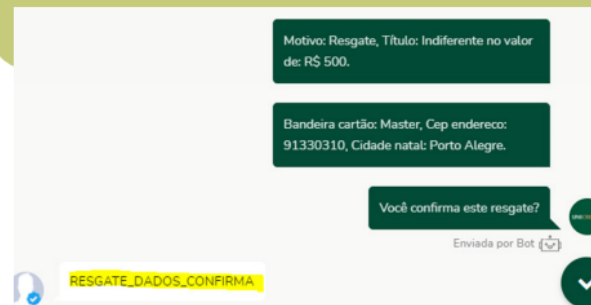 Motivo: Resgate, Título: Indiferente no valor
de: R$ 500.
Bandeira cartão: Master, Cep endereco:
91330310, Cidade natal: Porto Alegre.
Você confirma este resgate?
Enviada por Bot
RESGATE_DADOS_CONFIRMA